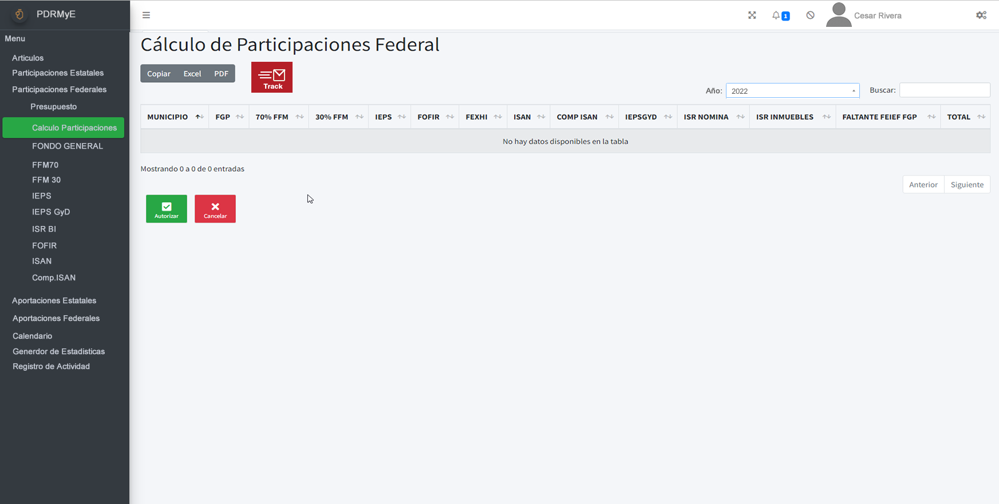 PDRMyE
Menu
Articulos
Participaciones Estatales
Participaciones Federales
Presupuesto
Calculo Participaciones
FONDO GENERAL
FFM70
FFM 30
IEPS
IEPS GyD
ISR BI
FOFIR
ISAN
Comp.ISAN
Aportaciones Estatales
Aportaciones Federales
Calendario
Generdor de Estadisticas
Registro de Actividad
1
Cesar Rivera
Cálculo de Participaciones Federal
Copiar Excel PDF
Track
Año: 2022 Buscar:
MUNICIPIO FGP 70% FFM 30% FFM IEPS FOFIR FEXHI ISAN COMP ISAN IEPSGYD ISR NOMINA ISR INMUEBLES FALTANTE FEIEF FGP TOTAL
No hay datos disponibles en la tabla
Mostrando 0 a 0 de 0 entradas
Anterior Siguiente
Autorizar Cancelar